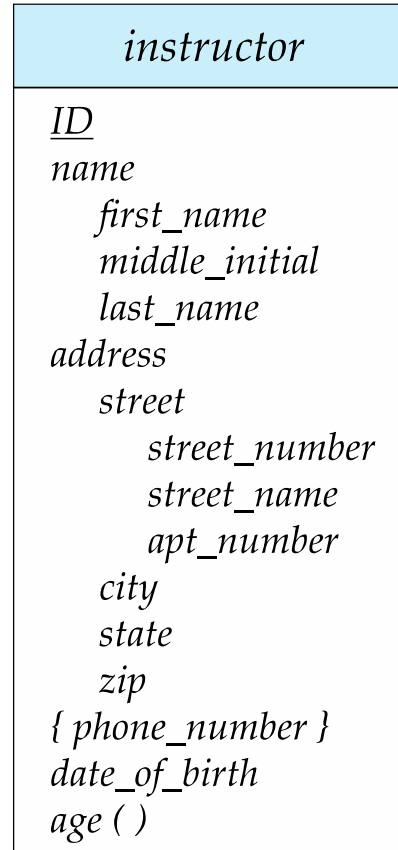 instructor
ID
name
first_name
middle_initial
last_name
address
street
street_number
street_name
apt_number
city
state
zip
{ phone_number }
date_of_birth
age ( )